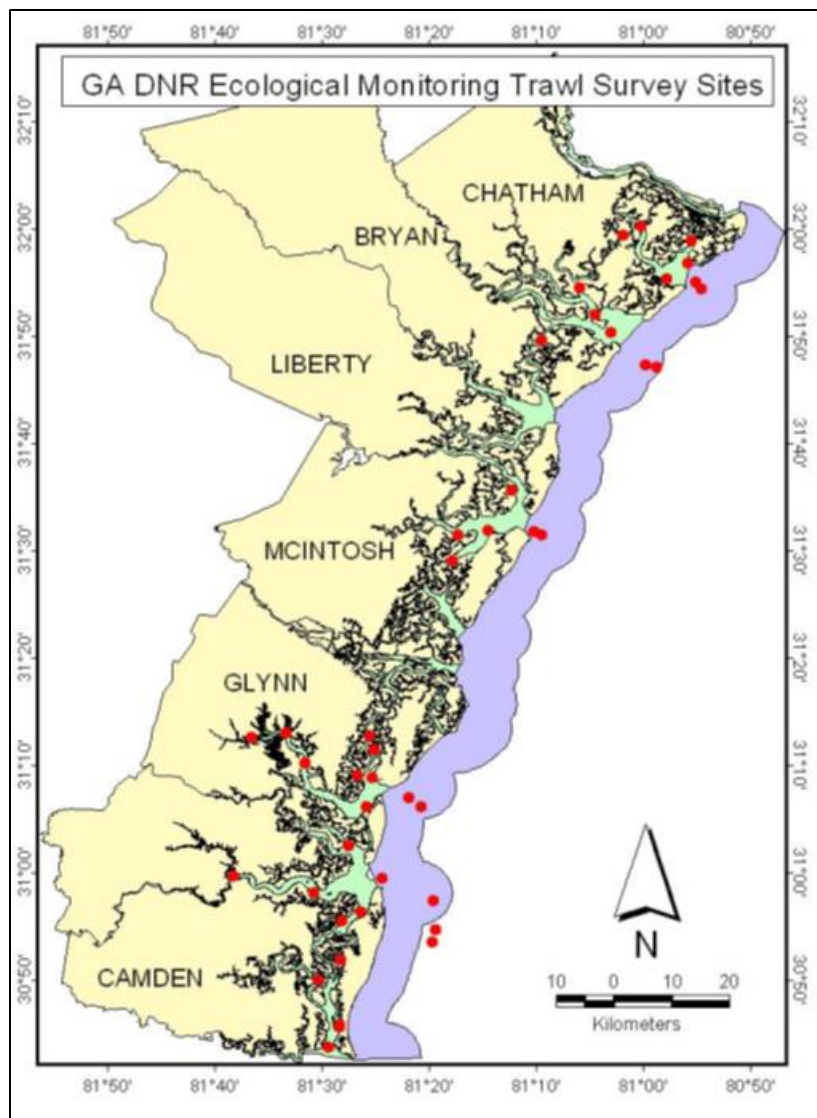 81°50' 81°40' 81°30' 81°20' 81°10' 81°00' 80°50'
GA DNR Ecological Monitoring Trawl Survey Sites
32°10' 32°10'
CHATHAM
32°00' BRYAN 32°00'
31°50' 31°50'
LIBERTY
31°40' 31°40'
31°30' MCINTOSH 31°30'
31°20' 31°20'
GLYNN
31°10' 31°10'
31°00' 31°00'
N
30°50' CAMDEN 30°50'
10 0 10 20
Kilometers
81°50' 81°40' 81°30' 81°20' 81°10' 81°00' 80°50'